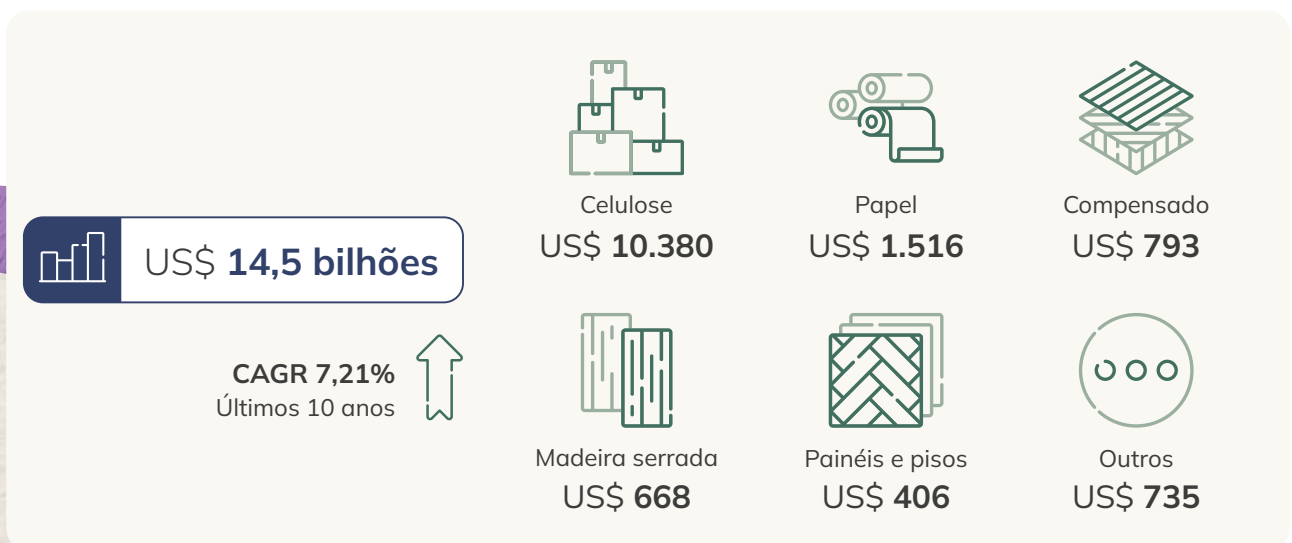 US$ 14,5 bilhões
CAGR 7,21%
Últimos 10 anos
Celulose
US$ 10.380
Papel
US$ 1.516
Compensado
US$ 793
Madeira serrada
US$ 668
Painéis e pisos
US$ 406
Outros
US$ 735